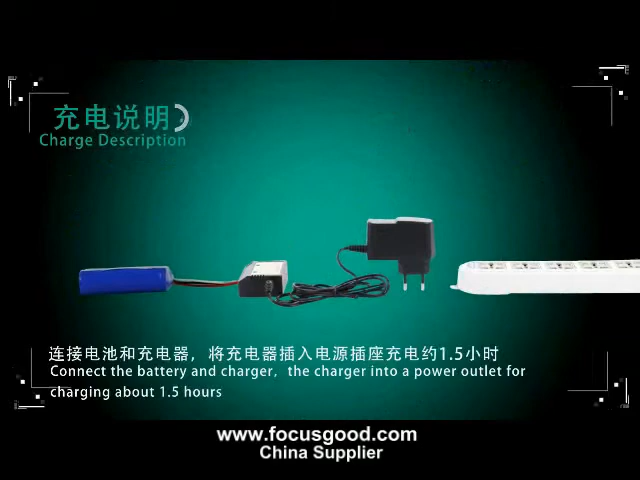 充电说明
Charge Description
连接电池和充电器，将充电器插入电源插座充电约1.5小时
Connect the battery and charger，the charger into a power outlet for
charging about 1.5 hours
www.focusgood.com
China Supplier